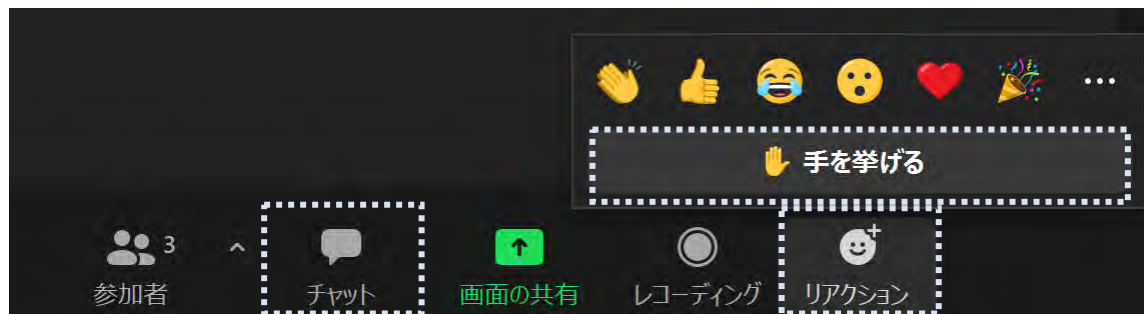 手を挙げる
3
参加者
チャット
画面の共有
レコーディング
リアクション